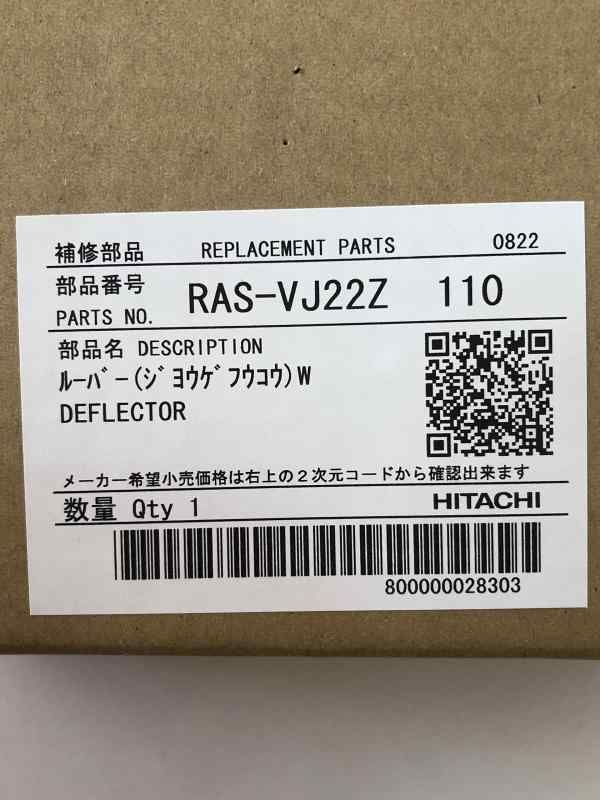 補修部品 REPLACEMENT PARTS 0822
部品番号
PARTS NO. RAS-VJ22Z 110
部品名 DESCRIPTION
ルーバー(ジヨウゲフウコウ)W
DEFLECTOR
メーカー希望小売価格は右上の2次元コードから確認出来ます
数量 Qty 1 HITACHI
800000028303